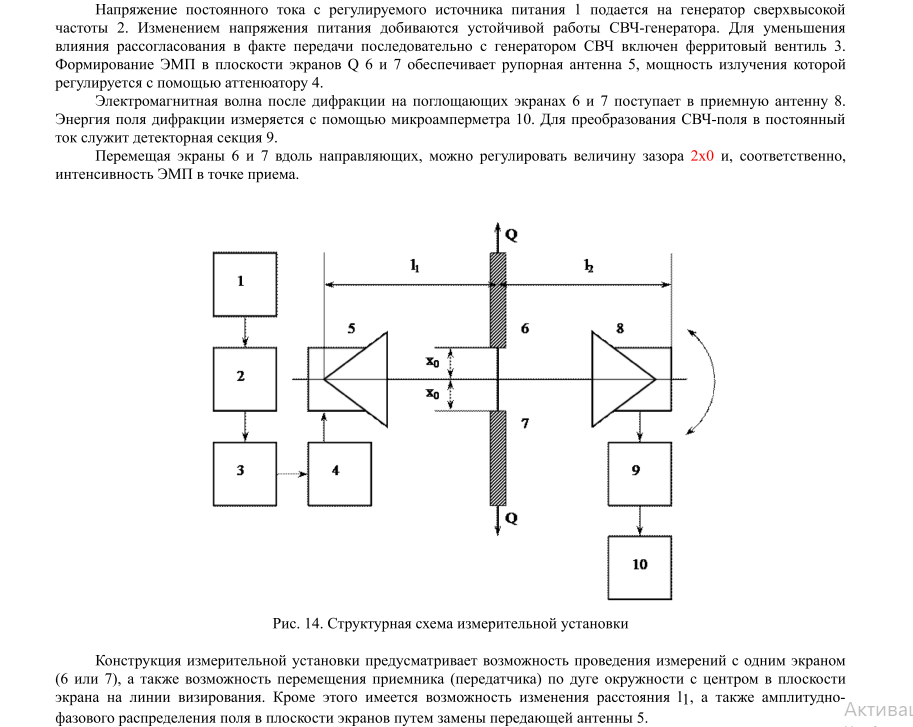 Напряжение постоянного тока с регулируемого источника питания 1 подается на генератор сверхвысокой
частоты 2. Изменением напряжения питания добиваются устойчивой работы СВЧ-генератора. Для уменьшения
влияния рассогласования в факте передачи последовательно с генератором СВЧ включен ферритовый вентиль 3.
Формирование ЭМП в плоскости экранов Q 6 и 7 обеспечивает рупорная антенна 5, мощность излучения которой
регулируется с помощью аттенюатору 4.
Электромагнитная волна после дифракции на поглощающих экранах 6 и 7 поступает в приемную антенну 8.
Энергия поля дифракции измеряется с помощью микроамперметра 10. Для преобразования СВЧ-поля в постоянный
ток служит детекторная секция 9.
Перемещая экраны 6 и 7 вдоль направляющих, можно регулировать величину зазора 2x0 и, соответственно,
интенсивность ЭМП в точке приема.
Q
l1
l2
1
5
6
8
x0
2
x0
7
3
4
9
Q
10
Рис. 14. Структурная схема измерительной установки
Конструкция измерительной установки предусматривает возможность проведения измерений с одним экраном
(6 или 7), а также возможность перемещения приемника (передатчика) по дуге окружности с центром в плоскости
экрана на линии визирования. Кроме этого имеется возможность изменения расстояния l1, а также амплитудно-
фазового распределения поля в плоскости экранов путем замены передающей антенны 5.